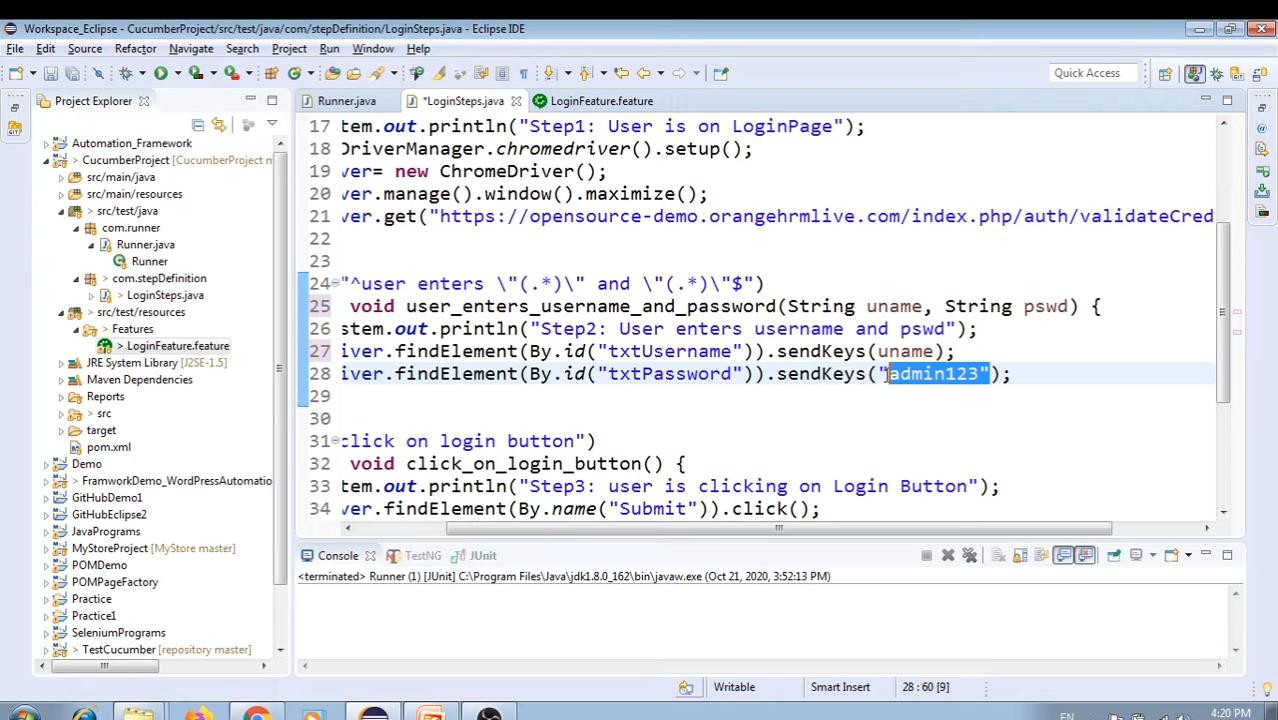 Workspace_Eclipse - CucumberProject/src/test/java/com/stepDefinition/LoginSteps.java - Eclipse IDE
File Edit Source Refactor Navigate Search Project Run Window Help
Quick Access
Project Explorer
Runner.java *LoginSteps.java LoginFeature.feature
Automation_Framework
CucumberProject [CucumberProject m
src/main/java
src/main/resources
src/test/java
com.runner
Runner.java
Runner
com.stepDefinition
LoginSteps.java
src/test/resources
Features
> LoginFeature.feature
JRE System Library [J2SE-1.5]
Maven Dependencies
Reports
> src
target
pom.xml
Demo
> FramworkDemo_WordPressAutomatio
GitHubDemo1
GitHubEclipse2
JavaPrograms
MyStoreProject [MyStore master]
POMDemo
POMPageFactory
Practice
Practice1
SeleniumPrograms
> TestCucumber [repository master]
17 tem.out.println("Step1: User is on LoginPage");
18 DriverManager.chromedriver().setup();
19 ver= new ChromeDriver();
20 ver.manage().window().maximize();
21 ver.get("https://opensource-demo.orangehrmlive.com/index.php/auth/validateCred
22
23
24 "^user enters \"(.*)\" and \"(.*)\"$")
25 void user_enters_username_and_password(String uname, String pswd) {
26 stem.out.println("Step2: User enters username and pswd");
27 iver.findElement(By.id("txtUsername")).sendKeys(uname);
28 iver.findElement(By.id("txtPassword")).sendKeys("admin123");
29
30
31 click on login button")
32 void click_on_login_button() {
33 tem.out.println("Step3: user is clicking on Login Button");
34 ver.findElement(By.name("Submit")).click();
Console TestNG JUnit
<terminated> Runner (1) [JUnit] C:\Program Files\Java\jdk1.8.0_162\bin\javaw.exe (Oct 21, 2020, 3:52:13 PM)
Writable Smart Insert 28 : 60 [9]
EN 4:20 PM